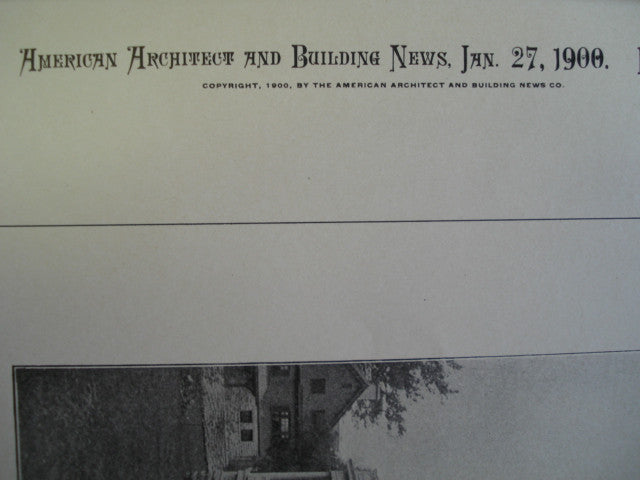 American Architect and Building News, Jan. 27, 1900.
COPYRIGHT, 1900, BY THE AMERICAN ARCHITECT AND BUILDING NEWS CO.